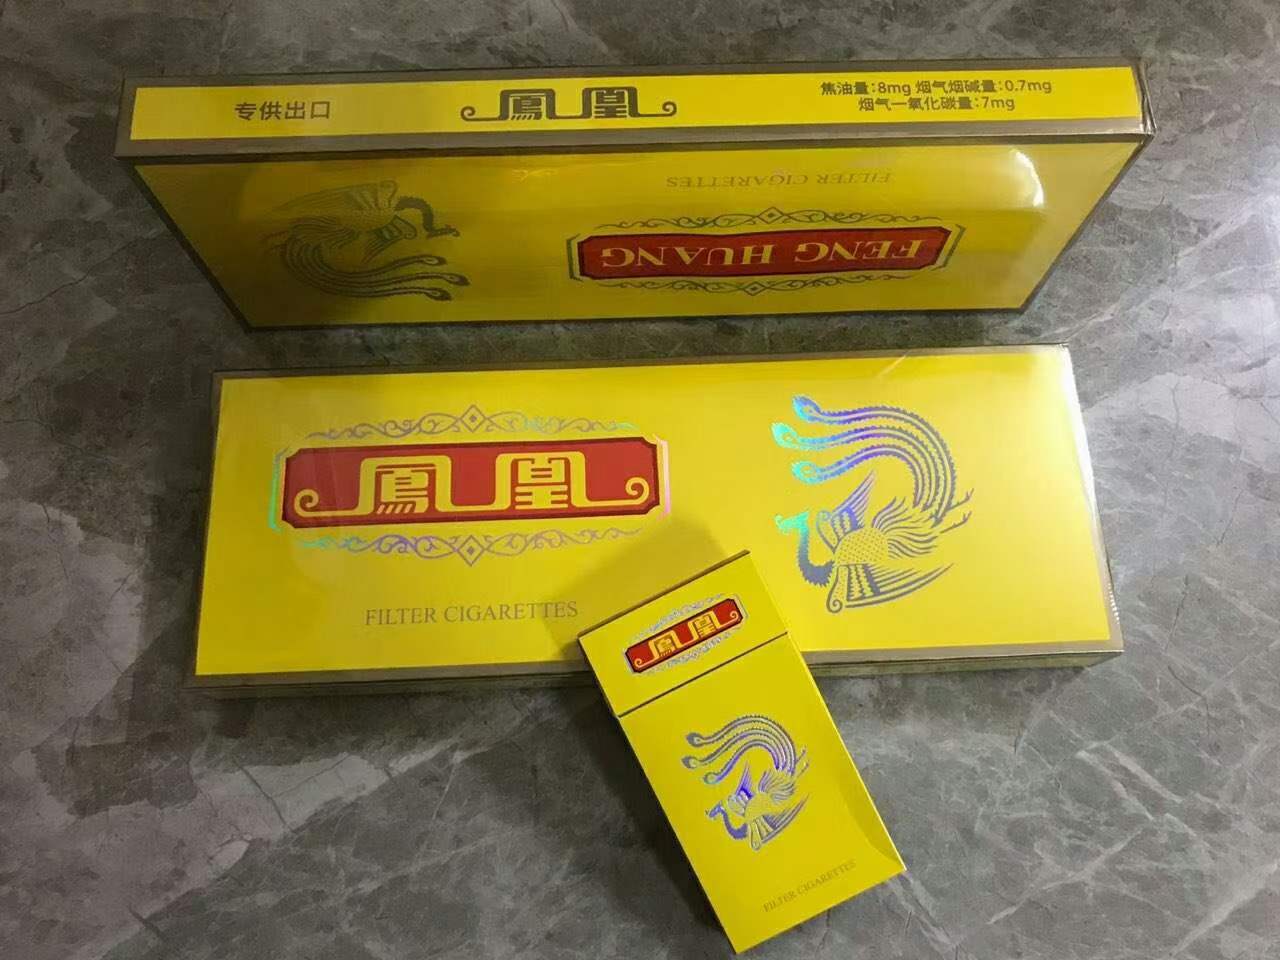 专供出口
鳳凰
焦油量:8mg 烟气烟碱量:0.7mg
烟气一氧化碳量:7mg
FILTER CIGARETTES
FENG HUANG
鳳凰
FILTER CIGARETTES
鳳凰
FILTER CIGARETTES